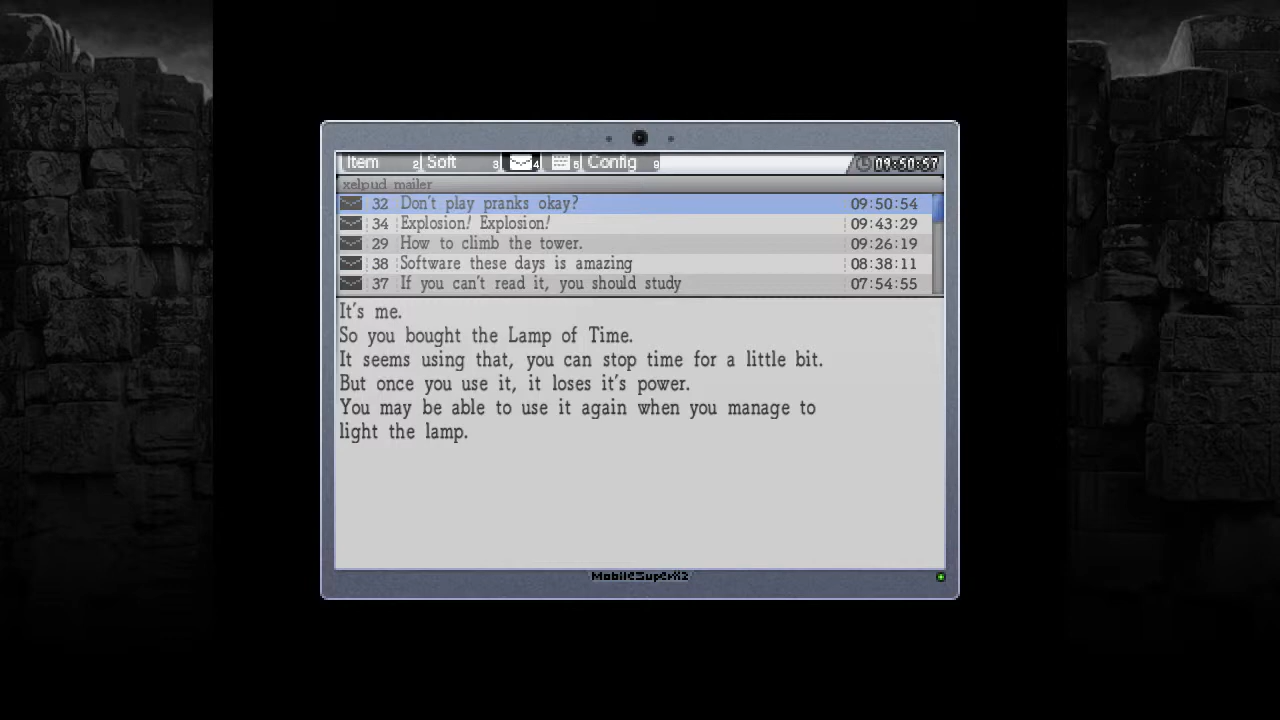 Item 2 Soft 3 4 5 Config 9 09:50:57
xelpud mailer
32 Don't play pranks okay? 09:50:54
34 Explosion! Explosion! 09:43:29
29 How to climb the tower. 09:26:19
38 Software these days is amazing 08:38:11
37 If you can't read it, you should study 07:54:55
It's me.
So you bought the Lamp of Time.
It seems using that, you can stop time for a little bit.
But once you use it, it loses it's power.
You may be able to use it again when you manage to
light the lamp.
MobileSuperX2